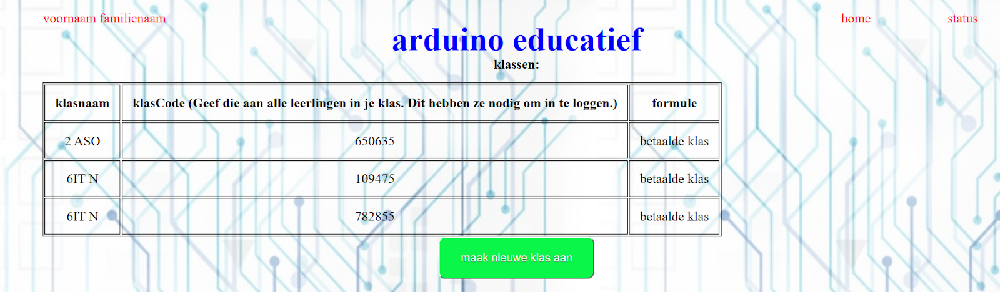 voornaam familienaam home status
arduino educatief
klassen:
klasnaam klasCode (Geef die aan alle leerlingen in je klas. Dit hebben ze nodig om in te loggen.) formule
2 ASO 650635 betaalde klas
6IT N 109475 betaalde klas
6IT N 782855 betaalde klas
maak nieuwe klas aan